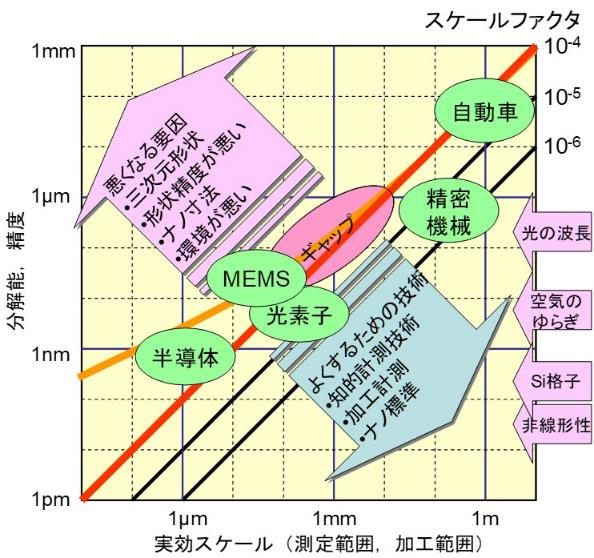 スケールファクタ
10-4
10-5
10-6
1mm
1μm
1nm
1pm
分解能，精度
自動車
精密
機械
悪くなる要因
•三次元形状
•形状精度が悪い
•ナノ寸法
•環境が悪い
ギャップ
MEMS
光素子
半導体
よくするための技術
•知的計測技術
•加工計測
•ナノ標準
光の波長
空気の
ゆらぎ
Si格子
非線形性
1μm
1mm
1m
実効スケール（測定範囲，加工範囲）